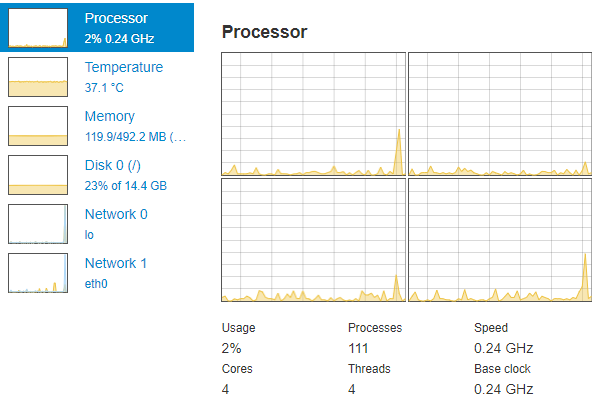 Processor
2% 0.24 GHz
Temperature
37.1 °C
Memory
119.9/492.2 MB (…
Disk 0 (/)
23% of 14.4 GB
Network 0
lo
Network 1
eth0
Processor
Usage Processes Speed
2% 111 0.24 GHz
Cores Threads Base clock
4 4 0.24 GHz